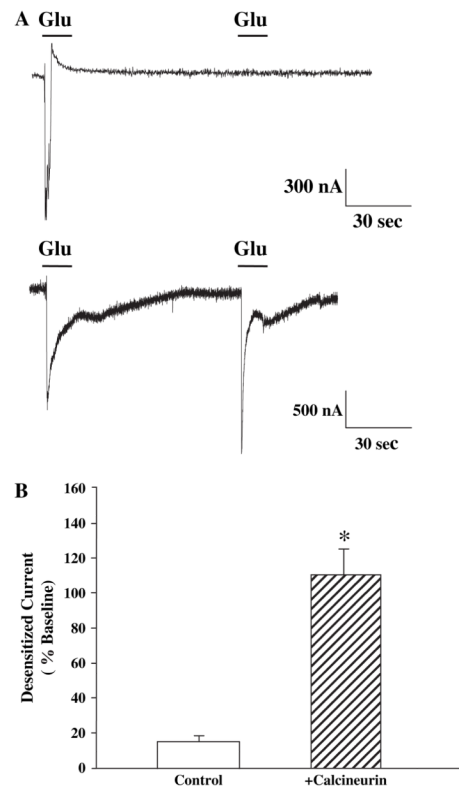 A Glu Glu
300 nA
30 sec
Glu Glu
500 nA
30 sec
B
160
140
120
100
80
60
40
20
0
Desensitized Current
( % Baseline)
*
Control +Calcineurin